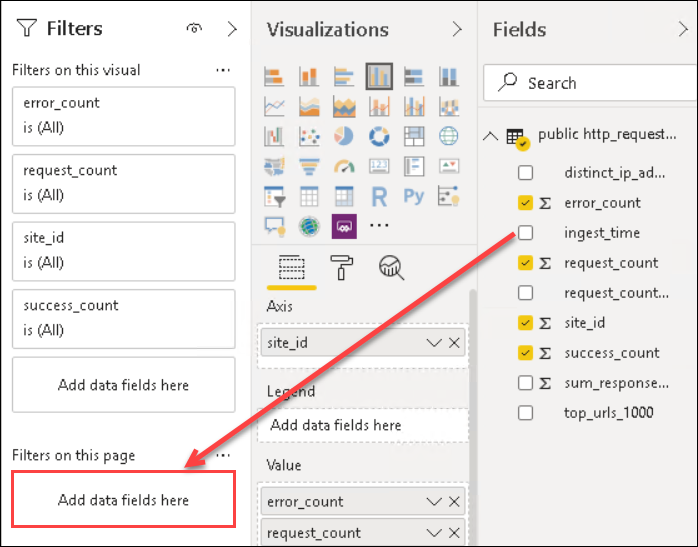 Filters
Filters on this visual
error_count
is (All)
request_count
is (All)
site_id
is (All)
success_count
is (All)
Add data fields here
Filters on this page
Add data fields here
Visualizations
123
R
Py
Axis
site_id
Legend
Add data fields here
Value
error_count
request_count
Fields
Search
public http_request...
distinct_ip_ad...
error_count
ingest_time
request_count
request_count...
site_id
success_count
sum_response...
top_urls_1000